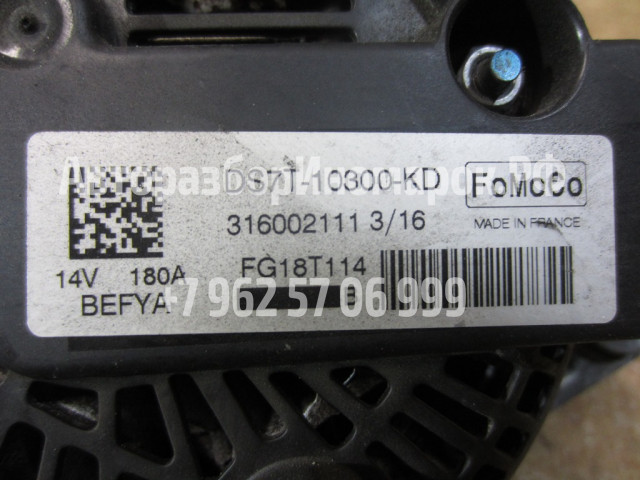 DS7T-10300-KD
FoMoCo
316002111 3/16
MADE IN FRANCE
14V 180A
FG18T114
BEFYA
B
+7 962 57 06 999